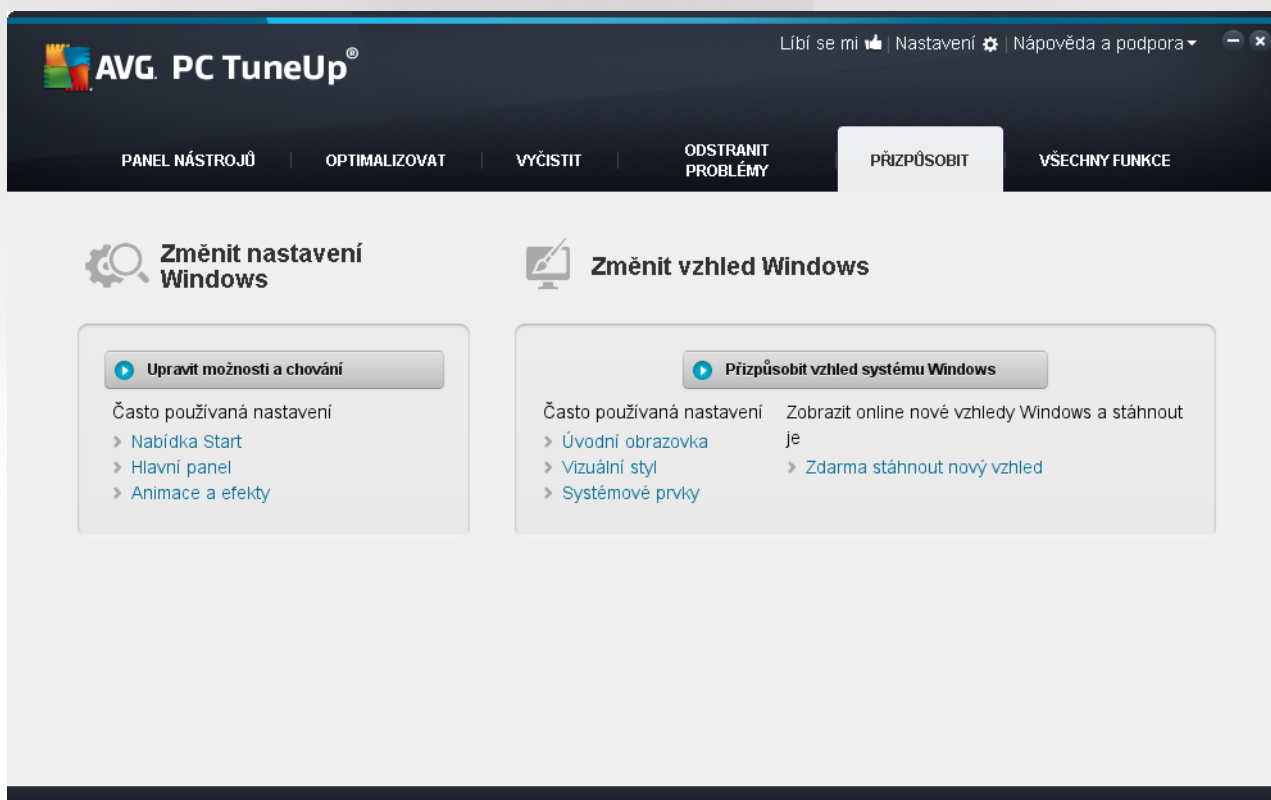 Líbí se mi | Nastavení | Nápověda a podpora
AVG. PC TuneUp®
PANEL NÁSTROJŮ
OPTIMALIZOVAT
VYČISTIT
ODSTRANIT
PROBLÉMY
PŘIZPŮSOBIT
VŠECHNY FUNKCE
Změnit nastavení
Windows
Upravit možnosti a chování
Často používaná nastavení
Nabídka Start
Hlavní panel
Animace a efekty
Změnit vzhled Windows
Přizpůsobit vzhled systému Windows
Často používaná nastavení
Úvodní obrazovka
Vizuální styl
Systémové prvky
Zobrazit online nové vzhledy Windows a stáhnout
je
Zdarma stáhnout nový vzhled